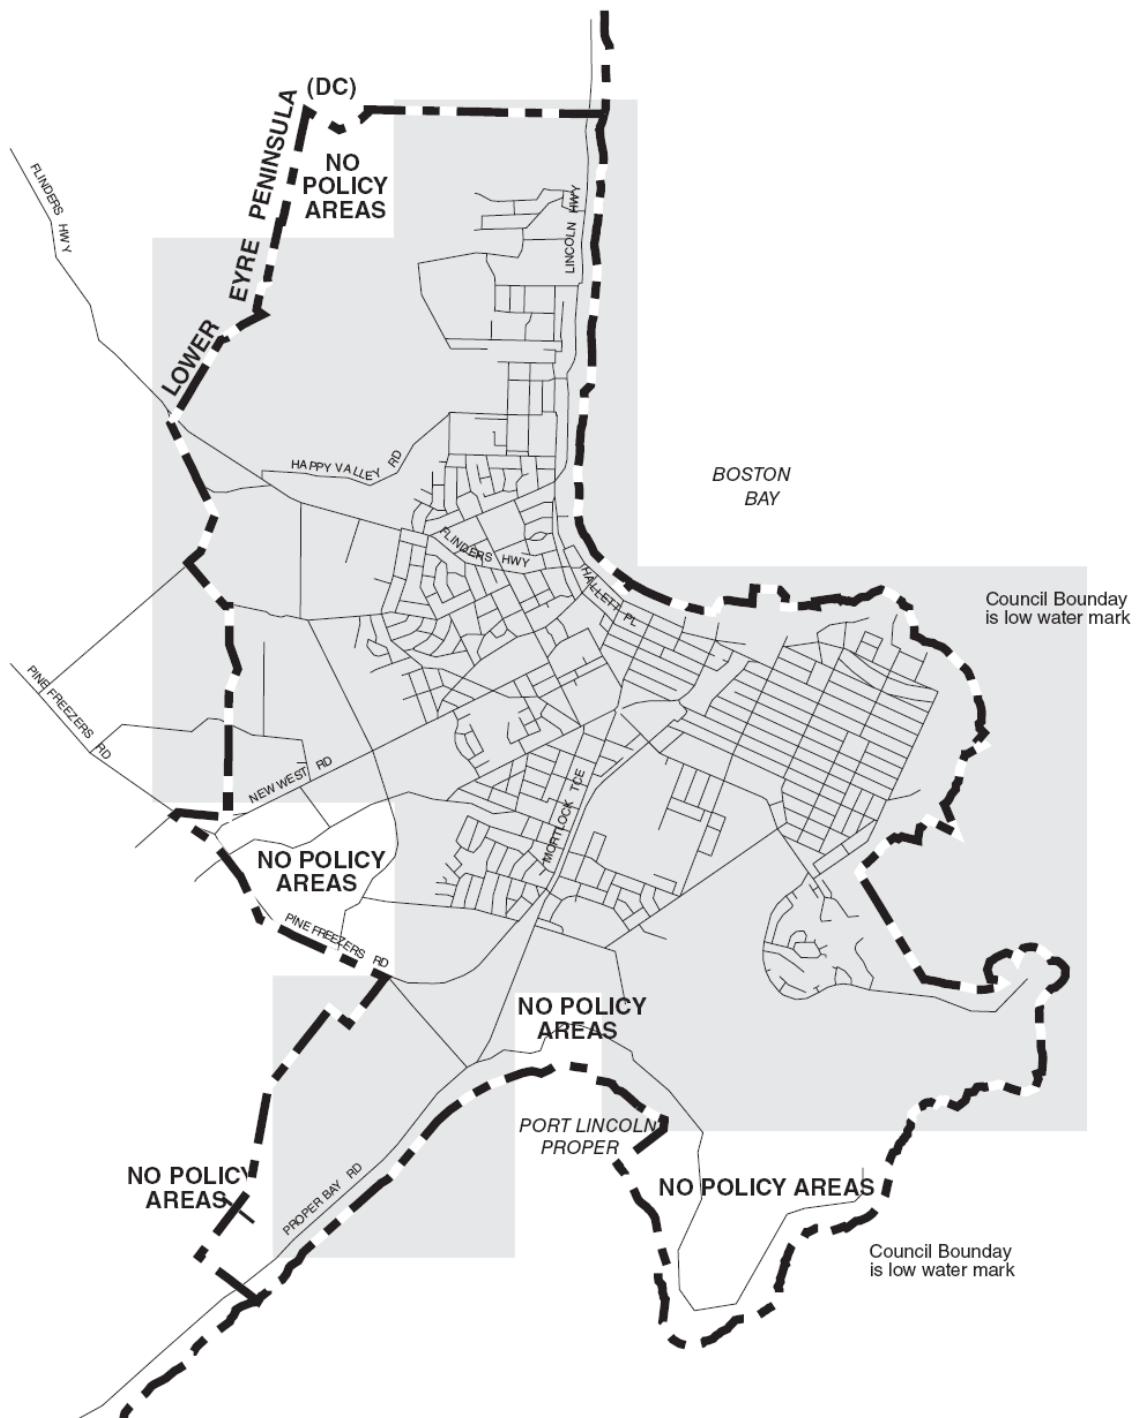 (DC)
LOWER EYRE PENINSULA
NO
POLICY
AREAS
FLINDERS HWY
LINCOLN HWY
HAPPY VALLEY RD
BOSTON
BAY
FLINDERS HWY
HALLETT PL
Council Bounday
is low water mark
PINE FREEZERS RD
NEW WEST RD
MORTLOCK TCE
NO POLICY
AREAS
PINE FREEZERS RD
NO POLICY
AREAS
PORT LINCOLN
PROPER
NO POLICY
AREAS
PROPER BAY RD
NO POLICY AREAS
Council Bounday
is low water mark